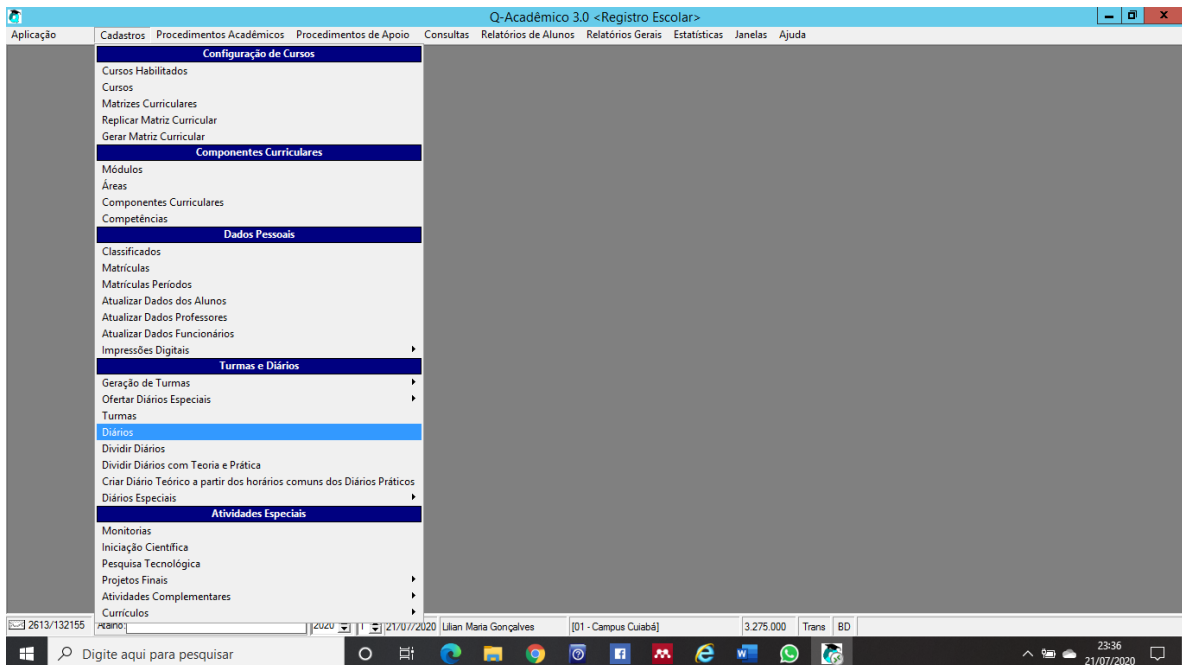 Q-Acadêmico 3.0 <Registro Escolar>
Aplicação Cadastros Procedimentos Acadêmicos Procedimentos de Apoio Consultas Relatórios de Alunos Relatórios Gerais Estatísticas Janelas Ajuda
Configuração de Cursos
Cursos Habilitados
Cursos
Matrizes Curriculares
Replicar Matriz Curricular
Gerar Matriz Curricular
Componentes Curriculares
Módulos
Áreas
Componentes Curriculares
Competências
Dados Pessoais
Classificados
Matrículas
Matrículas Períodos
Atualizar Dados dos Alunos
Atualizar Dados Professores
Atualizar Dados Funcionários
Impressões Digitais
Turmas e Diários
Geração de Turmas
Ofertar Diários Especiais
Turmas
Diários
Dividir Diários
Dividir Diários com Teoria e Prática
Criar Diário Teórico a partir dos horários comuns dos Diários Práticos
Diários Especiais
Atividades Especiais
Monitorias
Iniciação Científica
Pesquisa Tecnológica
Projetos Finais
Atividades Complementares
Currículos
2613/132155 Atalho: 2020 1 21/07/2020 Lilian Maria Gonçalves [01 - Campus Cuiabá] 3.275.000 Trans BD
Digite aqui para pesquisar
23:36
21/07/2020